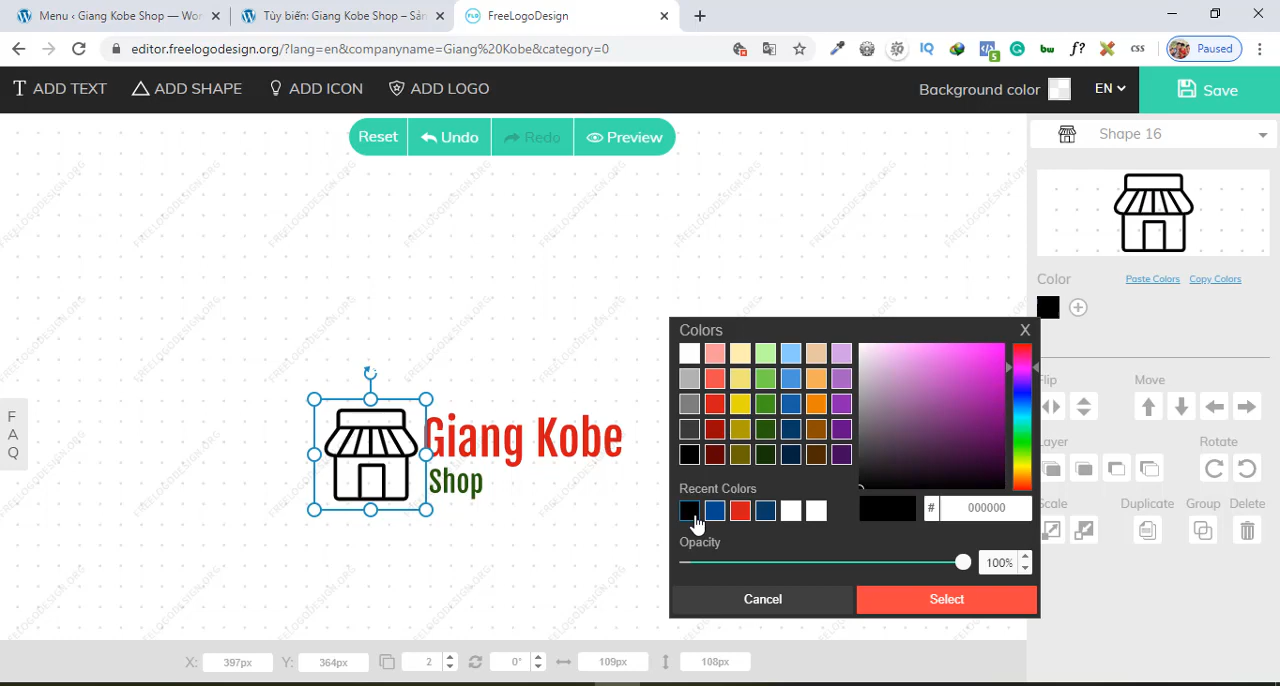 Menu ‹ Giang Kobe Shop — Wor
Tùy biến: Giang Kobe Shop – Sản
FreeLogoDesign
editor.freelogodesign.org/?lang=en&companyname=Giang%20Kobe&category=0
Paused
ADD TEXT
ADD SHAPE
ADD ICON
ADD LOGO
Background color
EN
Save
Reset
Undo
Redo
Preview
Shape 16
Color
Paste Colors
Copy Colors
Flip
Move
Layer
Rotate
Scale
Duplicate
Group
Delete
F
A
Q
Giang Kobe
Shop
Colors
X
Recent Colors
# 000000
Opacity
100%
Cancel
Select
X: 397px
Y: 364px
2
0°
109px
108px
FREELOGODESIGN.ORG